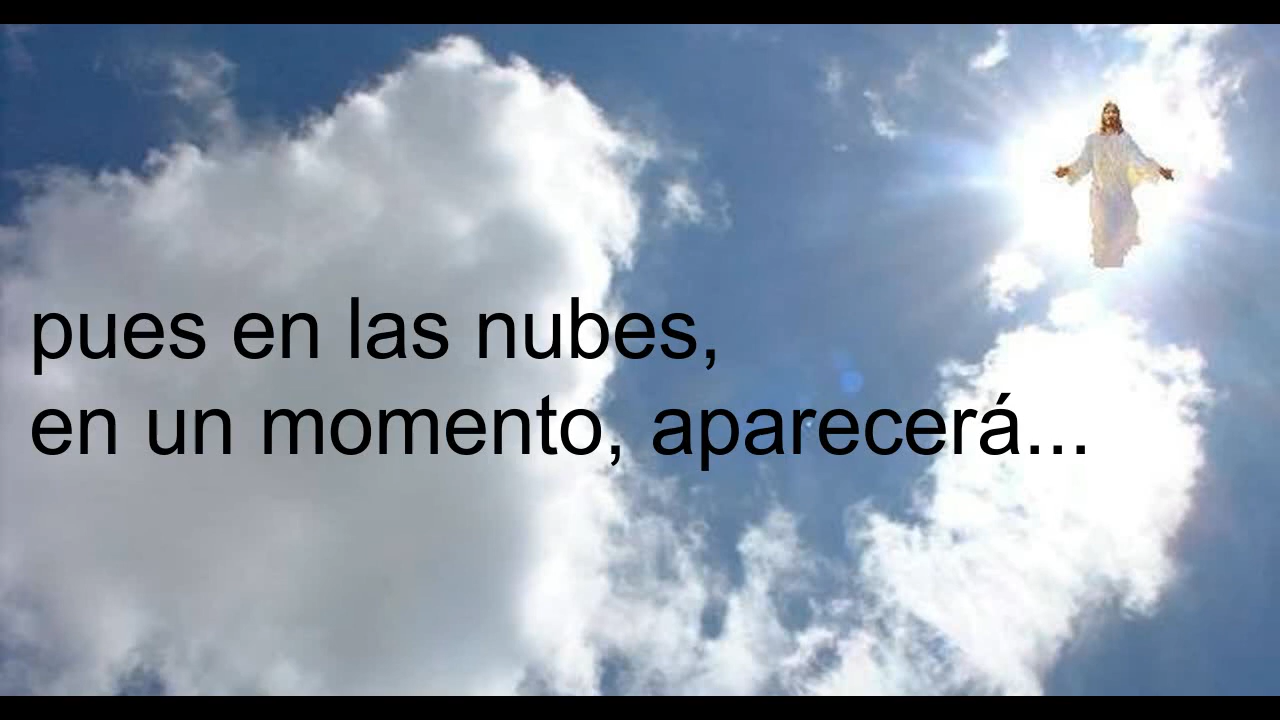 pues en las nubes,
en un momento, aparecerá...